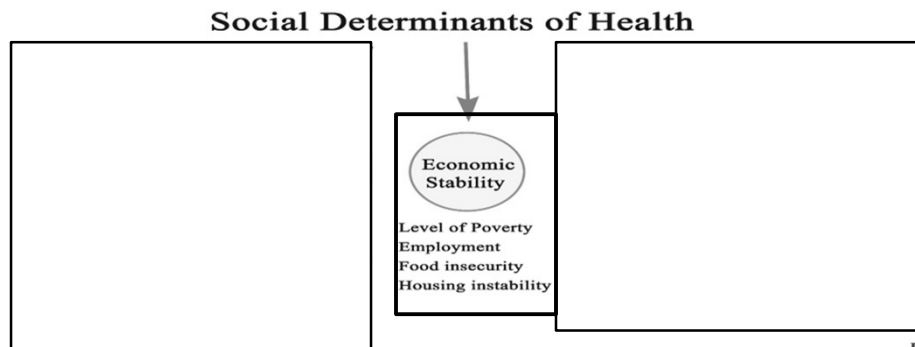 Social Determinants of Health
Economic
Stability
Level of Poverty
Employment
Food insecurity
Housing instability